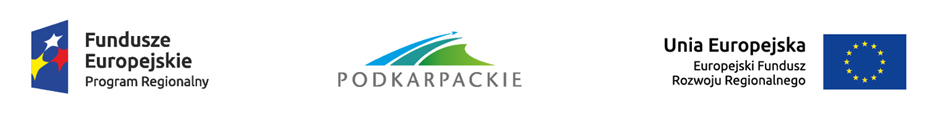 Fundusze
Europejskie
Program Regionalny
PODKARPACKIE
Unia Europejska
Europejski Fundusz
Rozwoju Regionalnego